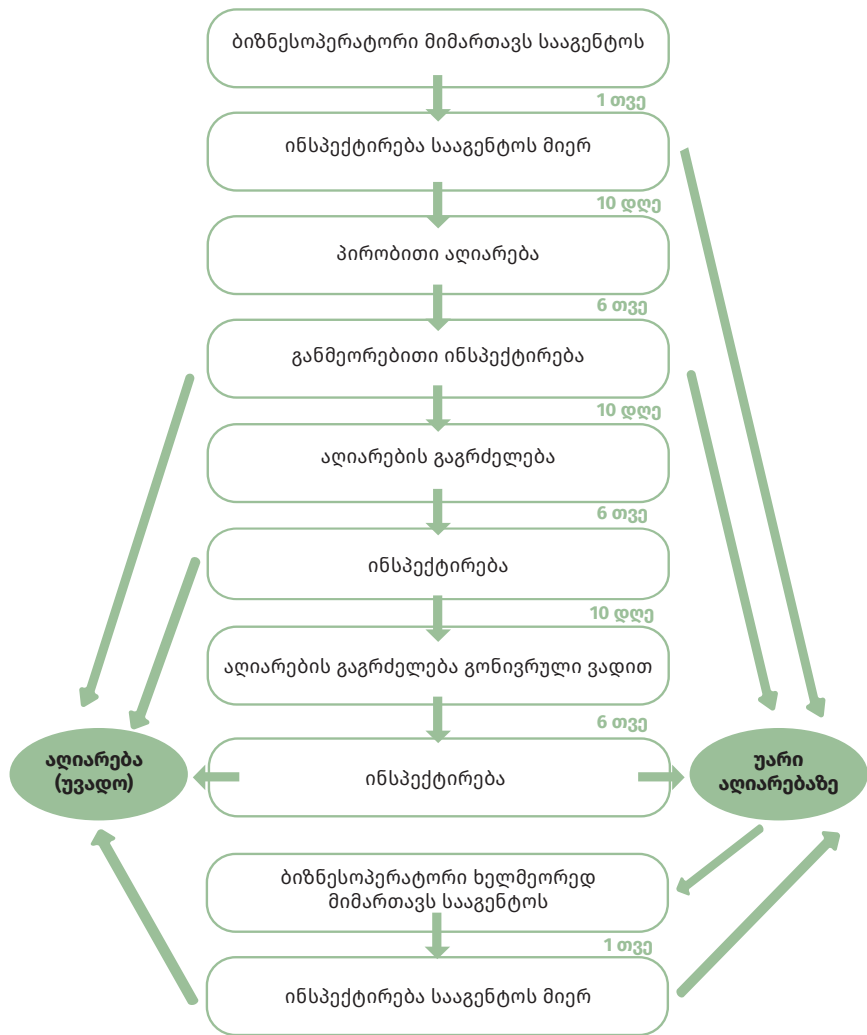 ბიზნესოპერატორი მიმართავს სააგენტოს
1 თვე
ინსპექტირება სააგენტოს მიერ
10 დღე
პირობითი აღიარება
6 თვე
განმეორებითი ინსპექტირება
10 დღე
აღიარების გაგრძელება
6 თვე
ინსპექტირება
10 დღე
აღიარების გაგრძელება გონივრული ვადით
6 თვე
აღიარება
(უვადო)
ინსპექტირება
უარი
აღიარებაზე
ბიზნესოპერატორი ხელმეორედ
მიმართავს სააგენტოს
1 თვე
ინსპექტირება სააგენტოს მიერ